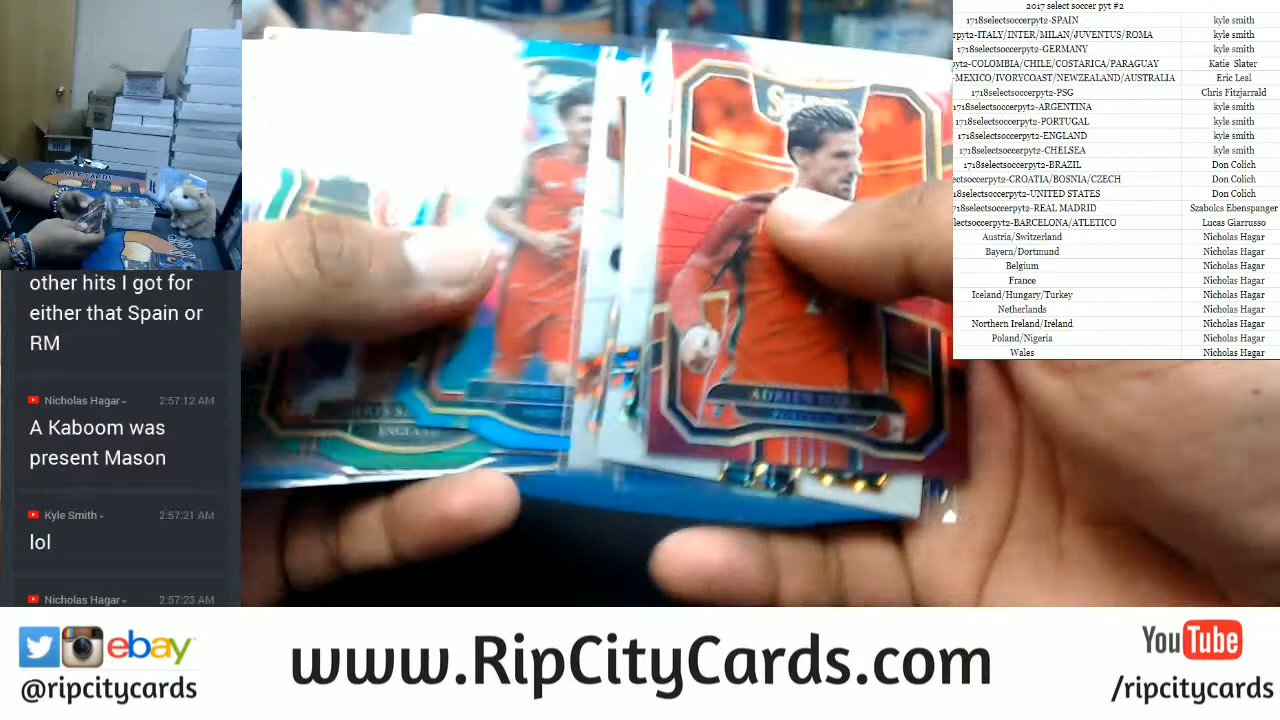 2017 select soccer pyt #2
1718selectsoccerpyt2-SPAIN kyle smith
rpyt2-ITALY/INTER/MILAN/JUVENTUS/ROMA kyle smith
1718selectsoccerpyt2-GERMANY kyle smith
pyt2-COLOMBIA/CHILE/COSTARICA/PARAGUAY Katie Slater
-MEXICO/IVORYCOAST/NEWZEALAND/AUSTRALIA Eric Leal
1718selectsoccerpyt2-PSG Chris Fitzjarrald
1718selectsoccerpyt2-ARGENTINA kyle smith
1718selectsoccerpyt2-PORTUGAL kyle smith
1718selectsoccerpyt2-ENGLAND kyle smith
1718selectsoccerpyt2-CHELSEA kyle smith
1718selectsoccerpyt2-BRAZIL Don Colich
ectsoccerpyt2-CROATIA/BOSNIA/CZECH Don Colich
18selectsoccerpyt2-UNITED STATES Don Colich
718selectsoccerpyt2-REAL MADRID Szabolcs Ebenspanger
electsoccerpyt2-BARCELONA/ATLETICO Lucas Giarrusso
Austria/Switzerland Nicholas Hagar
Bayern/Dortmund Nicholas Hagar
Belgium Nicholas Hagar
France Nicholas Hagar
Iceland/Hungary/Turkey Nicholas Hagar
Netherlands Nicholas Hagar
Northern Ireland/Ireland Nicholas Hagar
Poland/Nigeria Nicholas Hagar
Wales Nicholas Hagar
other hits I got for
either that Spain or
RM
Nicholas Hagar 2:57:12 AM
A Kaboom was
present Mason
Kyle Smith 2:57:21 AM
lol
Nicholas Hagar 2:57:23 AM
ENGLAND
ADRIEN
ebay
@ripcitycards
www.RipCityCards.com
YouTube
/ripcitycards